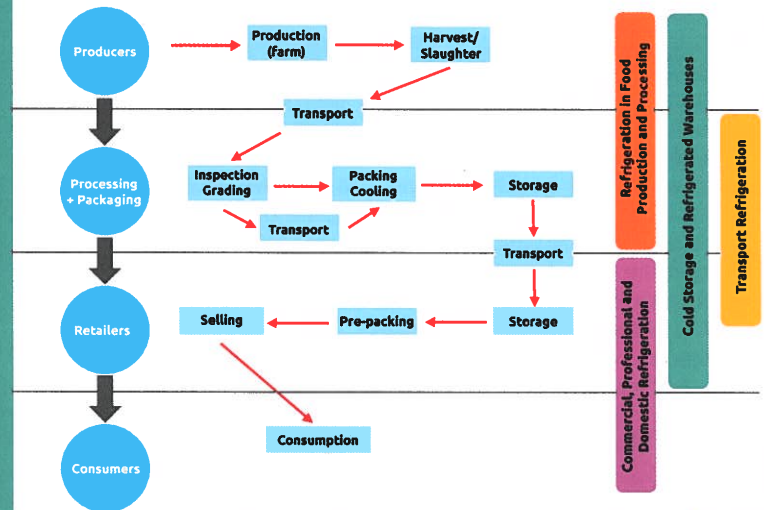 Producers
Production
(farm)
Harvest/
Slaughter
Transport
Processing
+ Packaging
Inspection
Grading
Packing
Cooling
Storage
Transport
Transport
Retailers
Selling
Pre-packing
Storage
Consumption
Consumers
Refrigeration in Food
Production and Processing
Commercial, Professional and
Domestic Refrigeration
Cold Storage and Refrigerated Warehouses
Transport Refrigeration